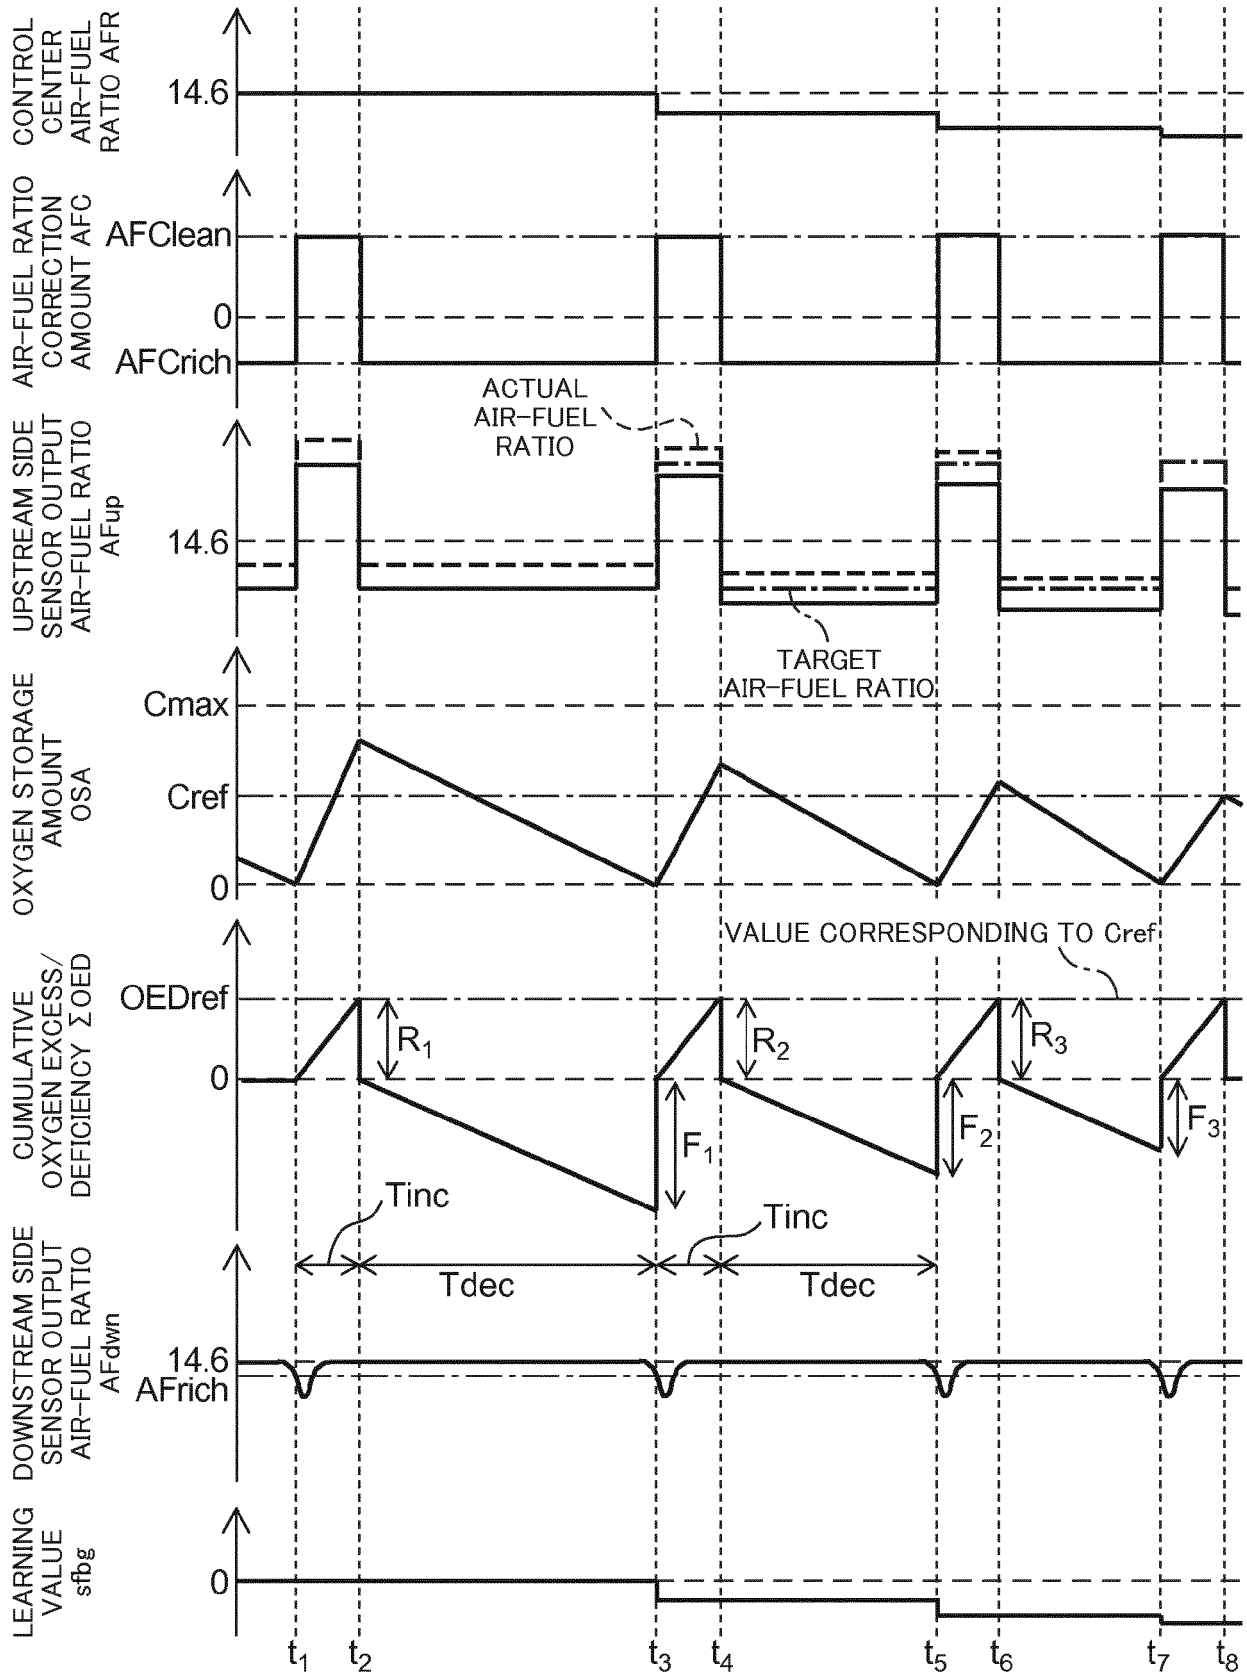 CONTROL
CENTER
AIR-FUEL
RATIO AFR
14.6
AIR-FUEL RATIO
CORRECTION
AMOUNT AFC
AFClean
0
AFCrich
UPSTREAM SIDE
SENSOR OUTPUT
AIR-FUEL RATIO
AFup
14.6
ACTUAL
AIR-FUEL
RATIO
TARGET
AIR-FUEL RATIO
OXYGEN STORAGE
AMOUNT
OSA
Cmax
Cref
0
CUMULATIVE
OXYGEN EXCESS/
DEFICIENCY ΣOED
VALUE CORRESPONDING TO Cref
OEDref
0
R1
R2
R3
F1
F2
F3
Tinc
Tinc
Tdec
Tdec
DOWNSTREAM SIDE
SENSOR OUTPUT
AIR-FUEL RATIO
AFdwn
14.6
AFrich
LEARNING
VALUE
sfbg
0
t1 t2 t3 t4 t5 t6 t7 t8